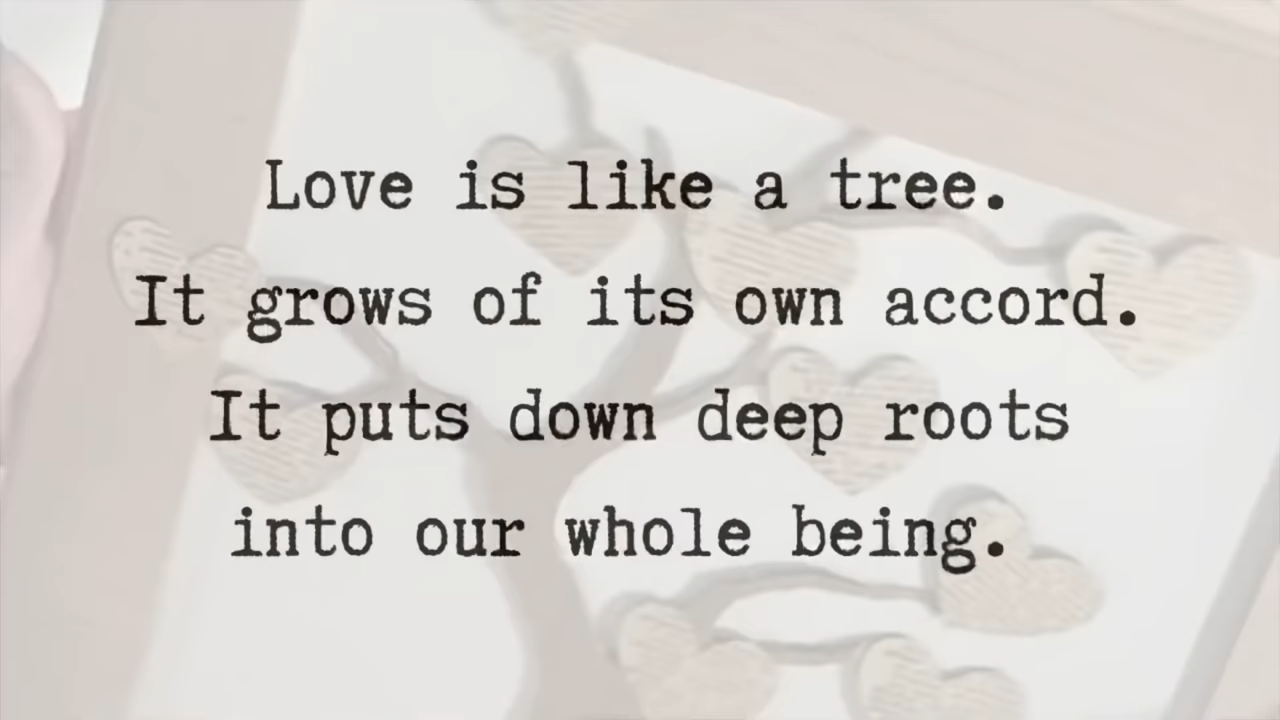 Love is like a tree.
It grows of its own accord.
It puts down deep roots
into our whole being.